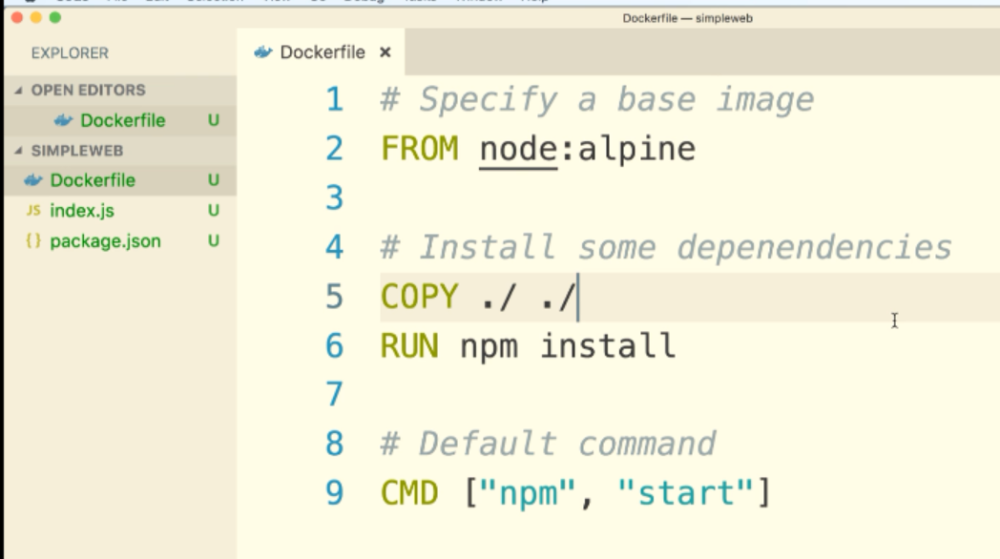 Dockerfile — simpleweb
EXPLORER
OPEN EDITORS
Dockerfile U
SIMPLEWEB
Dockerfile U
JS index.js U
{} package.json U
Dockerfile ×
1 # Specify a base image
2 FROM node:alpine
3
4 # Install some depenendencies
5 COPY ./ ./
6 RUN npm install
7
8 # Default command
9 CMD ["npm", "start"]